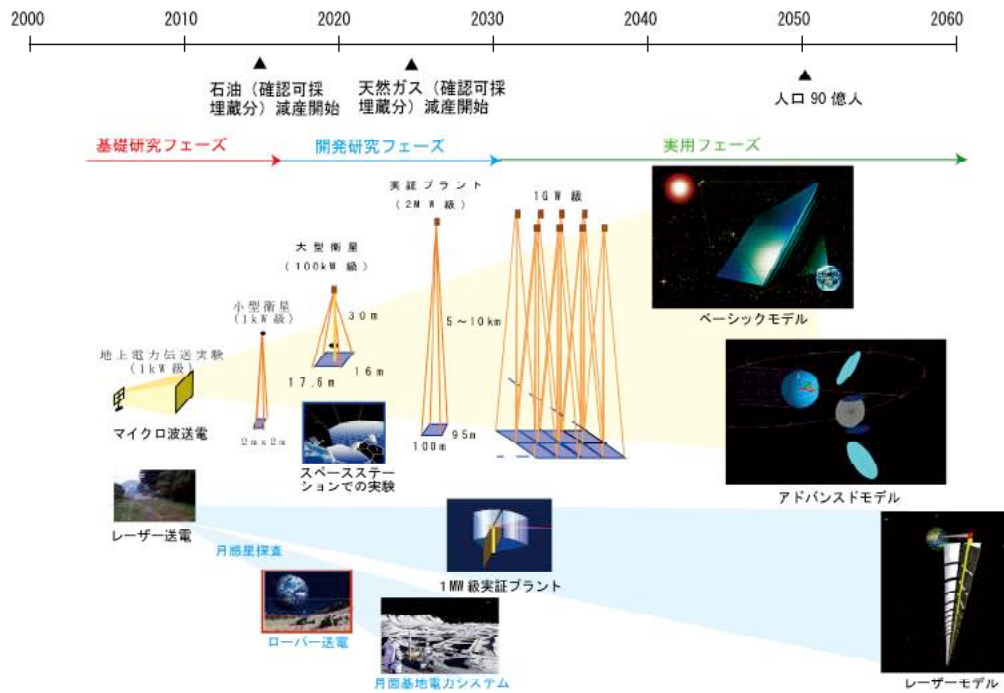 2000 2010 2020 2030 2040 2050 2060
石油（確認可採
埋蔵分）減産開始
天然ガス（確認可採
埋蔵分）減産開始
人口90億人
基礎研究フェーズ
開発研究フェーズ
実用フェーズ
実証プラント
(2MW級)
1GW級
大型衛星
(100kW級)
小型衛星
(1kW級)
30m
5～10km
ベーシックモデル
地上電力伝送実験
(1kW級)
17.6m
16m
マイクロ波送電
2m×2m
100m
95m
スペースステー
ションでの実験
アドバンスドモデル
レーザー送電
月惑星探査
1MW級実証プラント
ローバー送電
月面基地電力システム
レーザーモデル